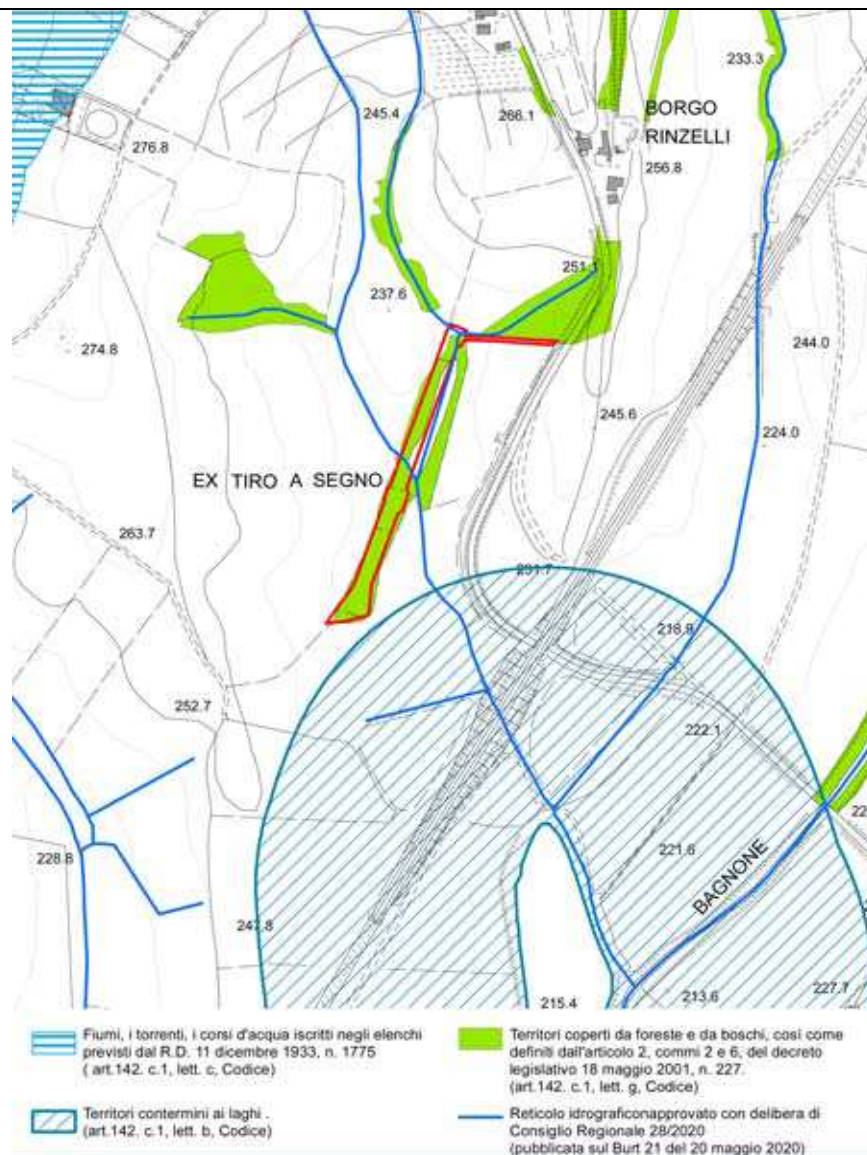 233.3
245.4
266.1
BORGO
RINZELLI
276.8
256.8
251.1
237.6
274.8
244.0
245.6
224.0
EX TIRO A SEGNO
263.7
231.7
218.9
252.7
222.1
228.8
221.6
BAGNONE
247.8
227.7
215.4
213.6
Fiumi, i torrenti, i corsi d'acqua iscritti negli elenchi
previsti dal R.D. 11 dicembre 1933, n. 1775
( art.142. c.1, lett. c, Codice)
Territori contermini ai laghi .
(art.142. c.1, lett. b, Codice)
Territori coperti da foreste e da boschi, così come
definiti dall'articolo 2, commi 2 e 6, del decreto
legislativo 18 maggio 2001, n. 227.
(art.142. c.1, lett. g, Codice)
Reticolo idrograficonapprovato con delibera di
Consiglio Regionale 28/2020
(pubblicata sul Burt 21 del 20 maggio 2020)